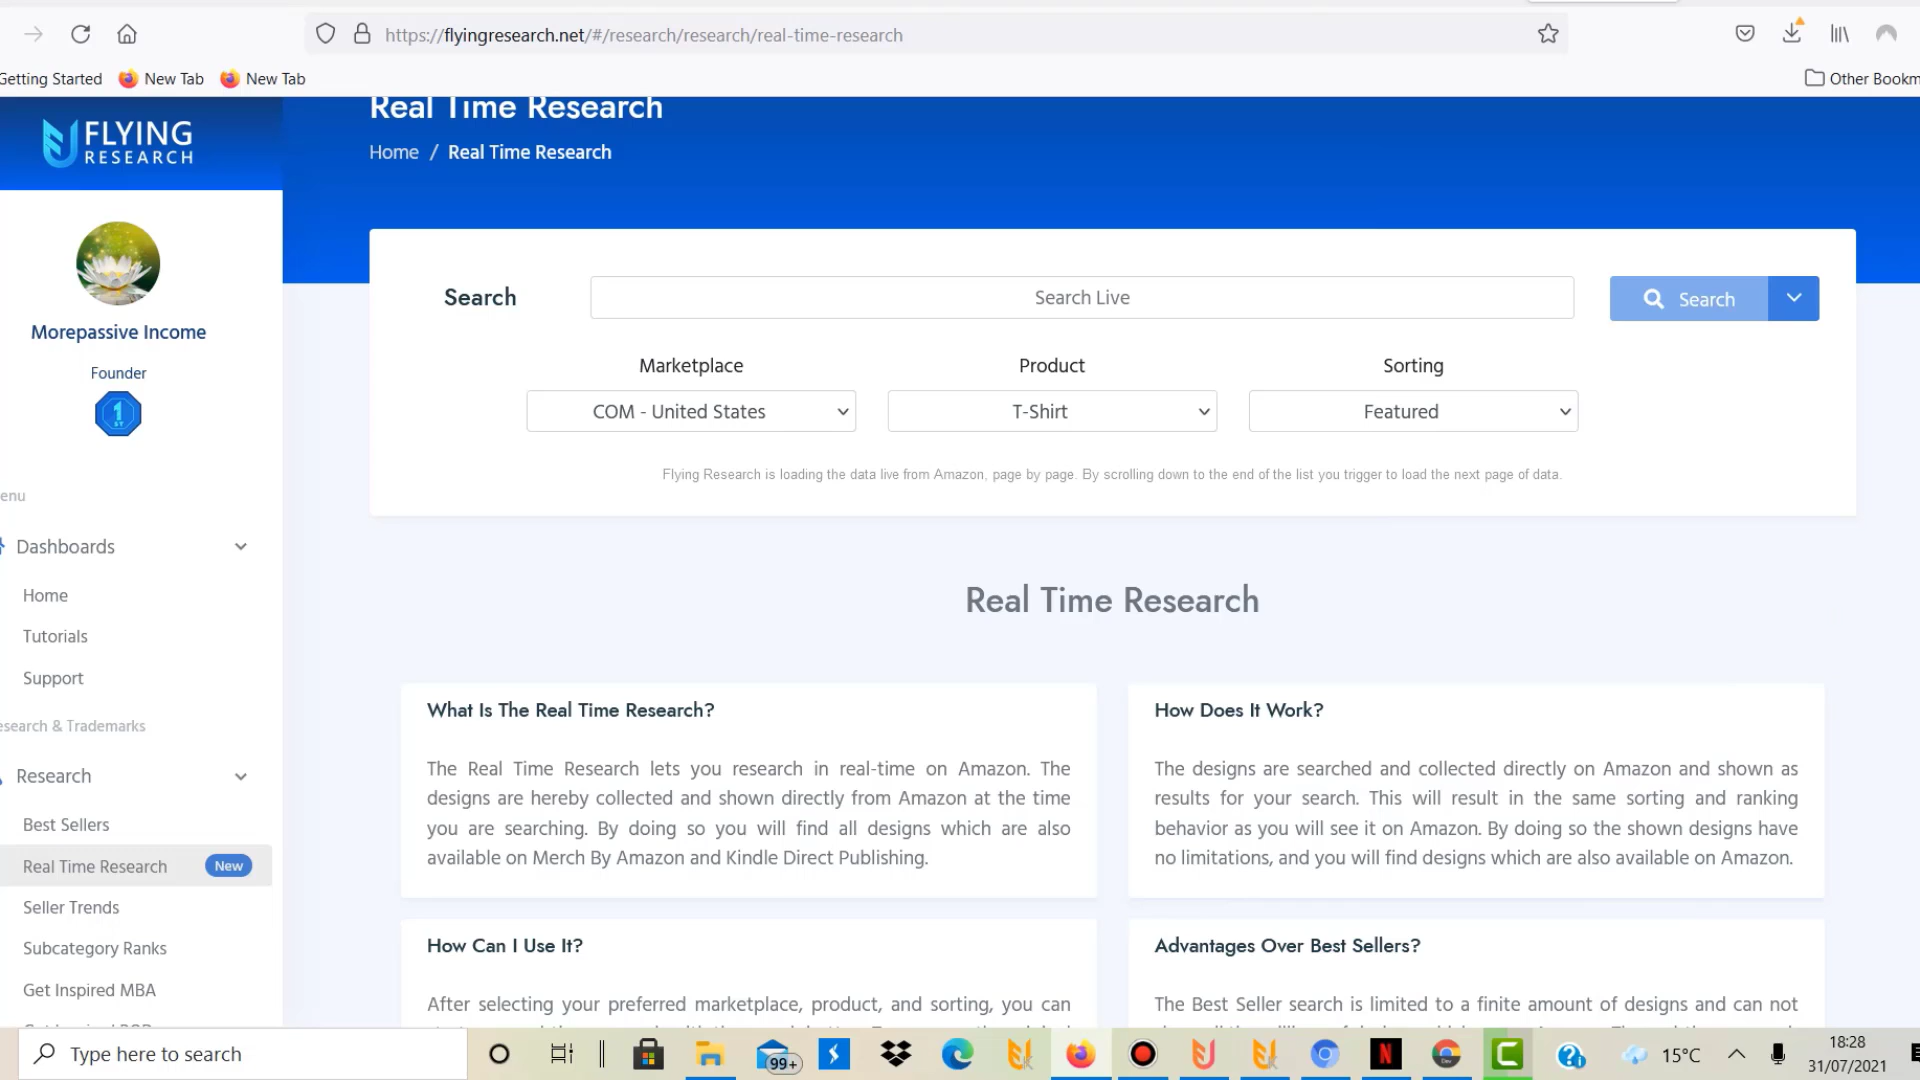 https://flyingresearch.net/#/research/research/real-time-research
Getting Started New Tab New Tab Other Bookm
Real Time Research
Home / Real Time Research
FLYING
RESEARCH
Morepassive Income
Founder
1
ST
enu
Dashboards
Home
Tutorials
Support
esearch & Trademarks
Research
Best Sellers
Real Time Research New
Seller Trends
Subcategory Ranks
Get Inspired MBA
Search Search Live Search
Marketplace Product Sorting
COM - United States T-Shirt Featured
Flying Research is loading the data live from Amazon, page by page. By scrolling down to the end of the list you trigger to load the next page of data.
Real Time Research
What Is The Real Time Research?
The Real Time Research lets you research in real-time on Amazon. The
designs are hereby collected and shown directly from Amazon at the time
you are searching. By doing so you will find all designs which are also
available on Merch By Amazon and Kindle Direct Publishing.
How Does It Work?
The designs are searched and collected directly on Amazon and shown as
results for your search. This will result in the same sorting and ranking
behavior as you will see it on Amazon. By doing so the shown designs have
no limitations, and you will find designs which are also available on Amazon.
How Can I Use It?
After selecting your preferred marketplace, product, and sorting, you can
Advantages Over Best Sellers?
The Best Seller search is limited to a finite amount of designs and can not
Type here to search
99+
N
Dev
C
15°C
18:28
31/07/2021